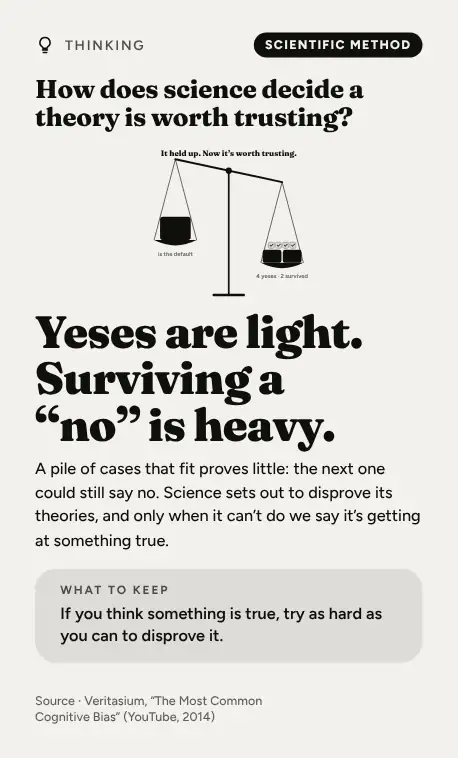 THINKING
SCIENTIFIC METHOD
How does science decide a
theory is worth trusting?
It held up. Now it's worth trusting.
is the default
4 yeses · 2 survived
Yeses are light.
Surviving a
“no” is heavy.
A pile of cases that fit proves little: the next one
could still say no. Science sets out to disprove its
theories, and only when it can’t do we say it’s getting
at something true.
WHAT TO KEEP
If you think something is true, try as hard as
you can to disprove it.
Source · Veritasium, “The Most Common
Cognitive Bias” (YouTube, 2014)